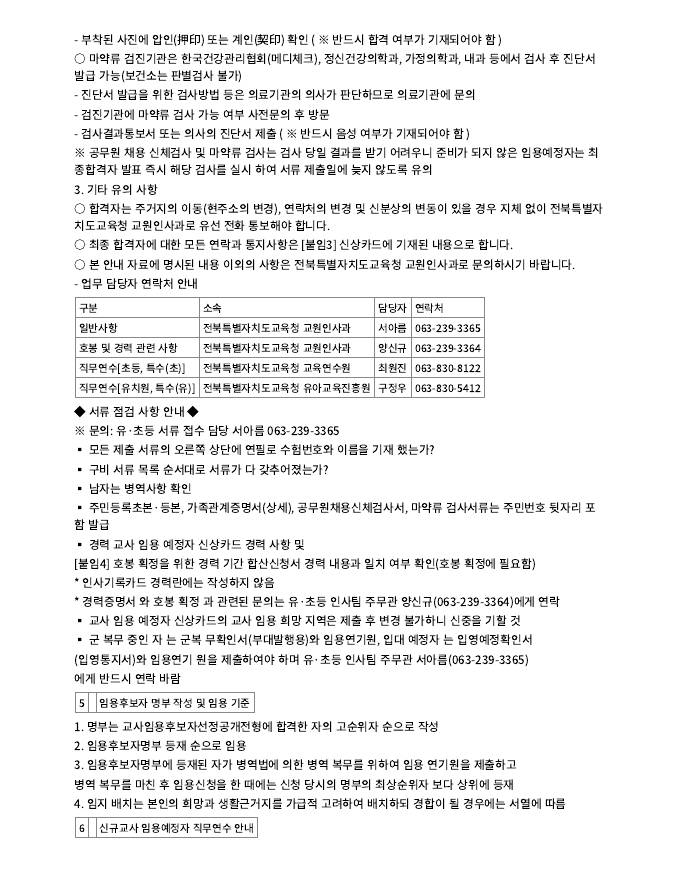 - 부착된 사진에 압인(押印) 또는 계인(契印) 확인 ( ※ 반드시 합격 여부가 기재되어야 함 )
○ 마약류 검진기관은 한국건강관리협회(메디체크), 정신건강의학과, 가정의학과, 내과 등에서 검사 후 진단서
발급 가능(보건소는 판별검사 불가)
- 진단서 발급을 위한 검사방법 등은 의료기관의 의사가 판단하므로 의료기관에 문의
- 검진기관에 마약류 검사 가능 여부 사전문의 후 방문
- 검사결과통보서 또는 의사의 진단서 제출 ( ※ 반드시 음성 여부가 기재되어야 함 )
※ 공무원 채용 신체검사 및 마약류 검사는 검사 당일 결과를 받기 어려우니 준비가 되지 않은 임용예정자는 최
종합격자 발표 즉시 해당 검사를 실시 하여 서류 제출일에 늦지 않도록 유의
3. 기타 유의 사항
○ 합격자는 주거지의 이동(현주소의 변경), 연락처의 변경 및 신분상의 변동이 있을 경우 지체 없이 전북특별자
치도교육청 교원인사과로 유선 전화 통보해야 합니다.
○ 최종 합격자에 대한 모든 연락과 통지사항은 [붙임3] 신상카드에 기재된 내용으로 합니다.
○ 본 안내 자료에 명시된 내용 이외의 사항은 전북특별자치도교육청 교원인사과로 문의하시기 바랍니다.
- 업무 담당자 연락처 안내
구분 소속 담당자 연락처
일반사항 전북특별자치도교육청 교원인사과 서아름 063-239-3365
호봉 및 경력 관련 사항 전북특별자치도교육청 교원인사과 양신규 063-239-3364
직무연수[초등, 특수(초)] 전북특별자치도교육청 교육연수원 최원진 063-830-8122
직무연수[유치원, 특수(유)] 전북특별자치도교육청 유아교육진흥원 구정우 063-830-5412
◆ 서류 점검 사항 안내 ◆
※ 문의: 유·초등 서류 접수 담당 서아름 063-239-3365
▪ 모든 제출 서류의 오른쪽 상단에 연필로 수험번호와 이름을 기재 했는가?
▪ 구비 서류 목록 순서대로 서류가 다 갖추어졌는가?
▪ 남자는 병역사항 확인
▪ 주민등록초본·등본, 가족관계증명서(상세), 공무원채용신체검사서, 마약류 검사서류는 주민번호 뒷자리 포
함 발급
▪ 경력 교사 임용 예정자 신상카드 경력 사항 및
[붙임4] 호봉 획정을 위한 경력 기간 합산신청서 경력 내용과 일치 여부 확인(호봉 획정에 필요함)
* 인사기록카드 경력란에는 작성하지 않음
* 경력증명서 와 호봉 획정 과 관련된 문의는 유·초등 인사팀 주무관 양신규(063-239-3364)에게 연락
▪ 교사 임용 예정자 신상카드의 교사 임용 희망 지역은 제출 후 변경 불가하니 신중을 기할 것
▪ 군 복무 중인 자 는 군복 무확인서(부대발행용)와 임용연기원, 입대 예정자 는 입영예정확인서
(입영통지서)와 임용연기 원을 제출하여야 하며 유·초등 인사팀 주무관 서아름(063-239-3365)
에게 반드시 연락 바람
5 임용후보자 명부 작성 및 임용 기준
1. 명부는 교사임용후보자선정공개전형에 합격한 자의 고순위자 순으로 작성
2. 임용후보자명부 등재 순으로 임용
3. 임용후보자명부에 등재된 자가 병역법에 의한 병역 복무를 위하여 임용 연기원을 제출하고
병역 복무를 마친 후 임용신청을 한 때에는 신청 당시의 명부의 최상순위자 보다 상위에 등재
4. 임지 배치는 본인의 희망과 생활근거지를 가급적 고려하여 배치하되 경합이 될 경우에는 서열에 따름
6 신규교사 임용예정자 직무연수 안내